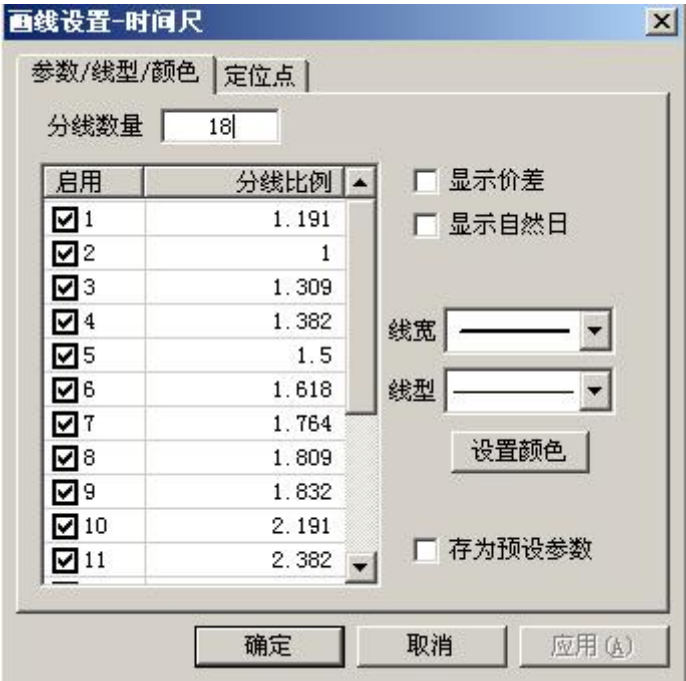 画线设置-时间尺
参数/线型/颜色 定位点
分线数量 18
启用 分线比例
1 1.191
2 1
3 1.309
4 1.382
5 1.5
6 1.618
7 1.764
8 1.809
9 1.832
10 2.191
11 2.382
显示价差
显示自然日
线宽
线型
设置颜色
存为预设参数
确定 取消 应用(A)